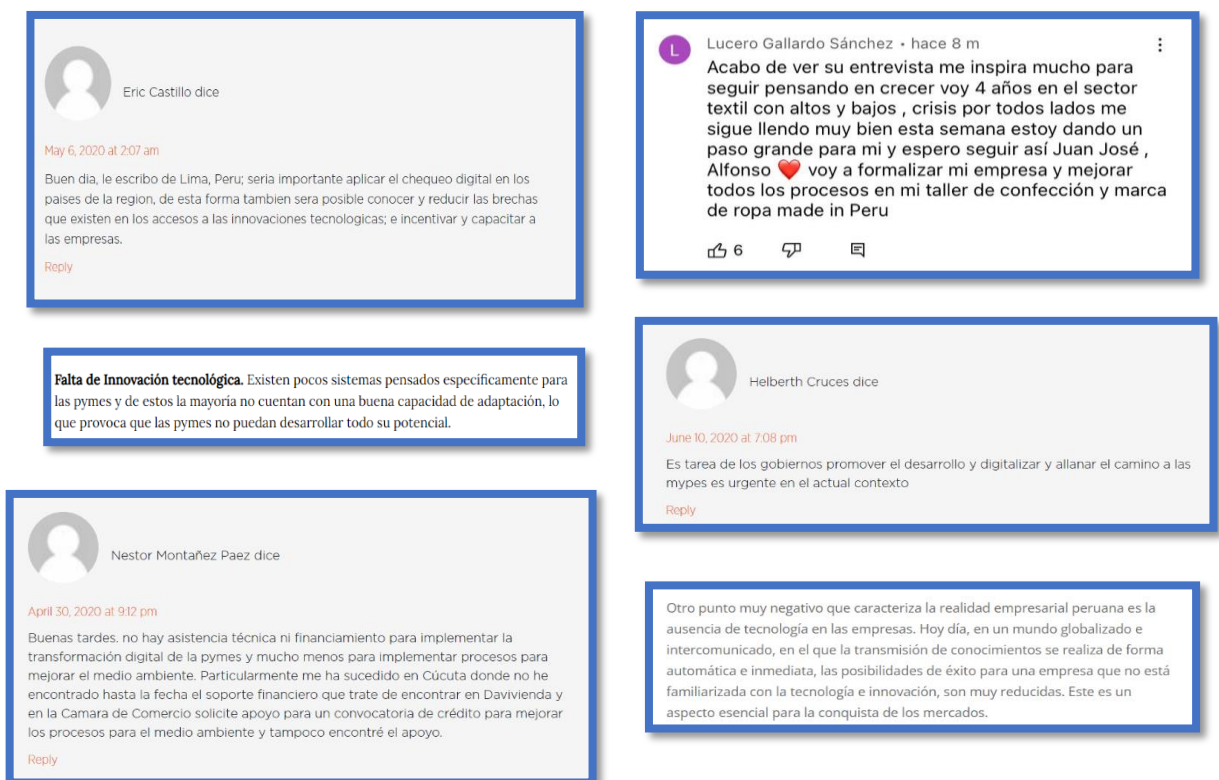 Eric Castillo dice
May 6, 2020 at 2:07 am
Buen dia, le escribo de Lima, Peru; seria importante aplicar el chequeo digital en los
paises de la region, de esta forma tambien sera posible conocer y reducir las brechas
que existen en los accesos a las innovaciones tecnologicas; e incentivar y capacitar a
las empresas.
Reply
L
Lucero Gallardo Sánchez • hace 8 m
Acabo de ver su entrevista me inspira mucho para
seguir pensando en crecer voy 4 años en el sector
textil con altos y bajos , crisis por todos lados me
sigue llendo muy bien esta semana estoy dando un
paso grande para mi y espero seguir así Juan José ,
Alfonso ❤️ voy a formalizar mi empresa y mejorar
todos los procesos en mi taller de confección y marca
de ropa made in Peru
6
Falta de Innovación tecnológica. Existen pocos sistemas pensados específicamente para
las pymes y de estos la mayoría no cuentan con una buena capacidad de adaptación, lo
que provoca que las pymes no puedan desarrollar todo su potencial.
Helberth Cruces dice
June 10, 2020 at 7:08 pm
Es tarea de los gobiernos promover el desarrollo y digitalizar y allanar el camino a las
mypes es urgente en el actual contexto
Reply
Nestor Montañez Paez dice
April 30, 2020 at 9:12 pm
Buenas tardes. no hay asistencia técnica ni financiamiento para implementar la
transformación digital de la pymes y mucho menos para implementar procesos para
mejorar el medio ambiente. Particularmente me ha sucedido en Cúcuta donde no he
encontrado hasta la fecha el soporte financiero que trate de encontrar en Davivienda y
en la Camara de Comercio solicite apoyo para un convocatoria de crédito para mejorar
los procesos para el medio ambiente y tampoco encontré el apoyo.
Reply
Otro punto muy negativo que caracteriza la realidad empresarial peruana es la
ausencia de tecnología en las empresas. Hoy día, en un mundo globalizado e
intercomunicado, en el que la transmisión de conocimientos se realiza de forma
automática e inmediata, las posibilidades de éxito para una empresa que no está
familiarizada con la tecnología e innovación, son muy reducidas. Este es un
aspecto esencial para la conquista de los mercados.